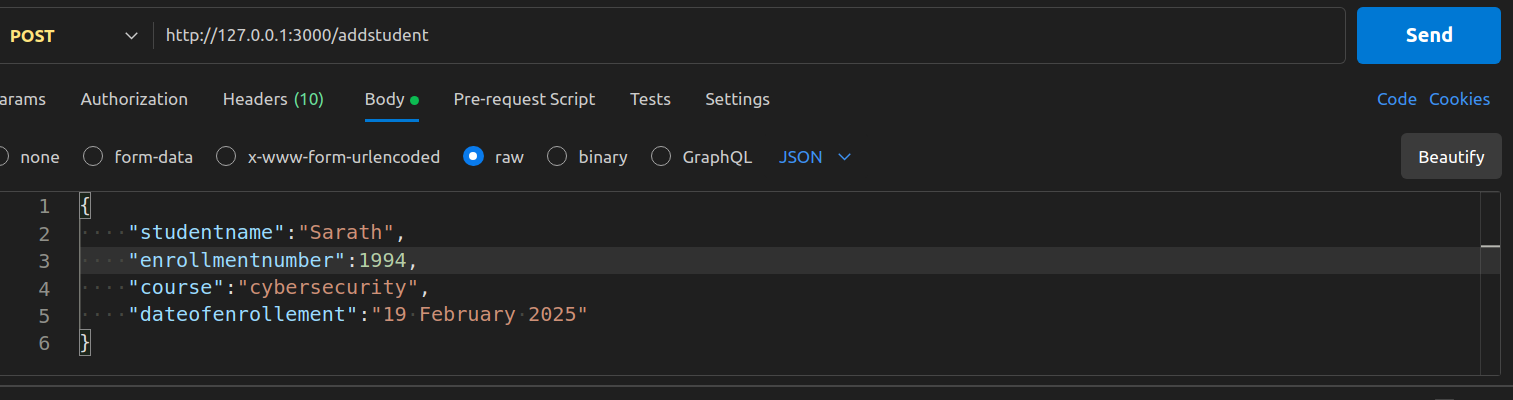 POST http://127.0.0.1:3000/addstudent Send
arams Authorization Headers (10) Body Pre-request Script Tests Settings Code Cookies
none form-data x-www-form-urlencoded raw binary GraphQL JSON Beautify
1 {
2 "studentname":"Sarath",
3 "enrollmentnumber":1994,
4 "course":"cybersecurity",
5 "dateofenrollement":"19 February 2025"
6 }